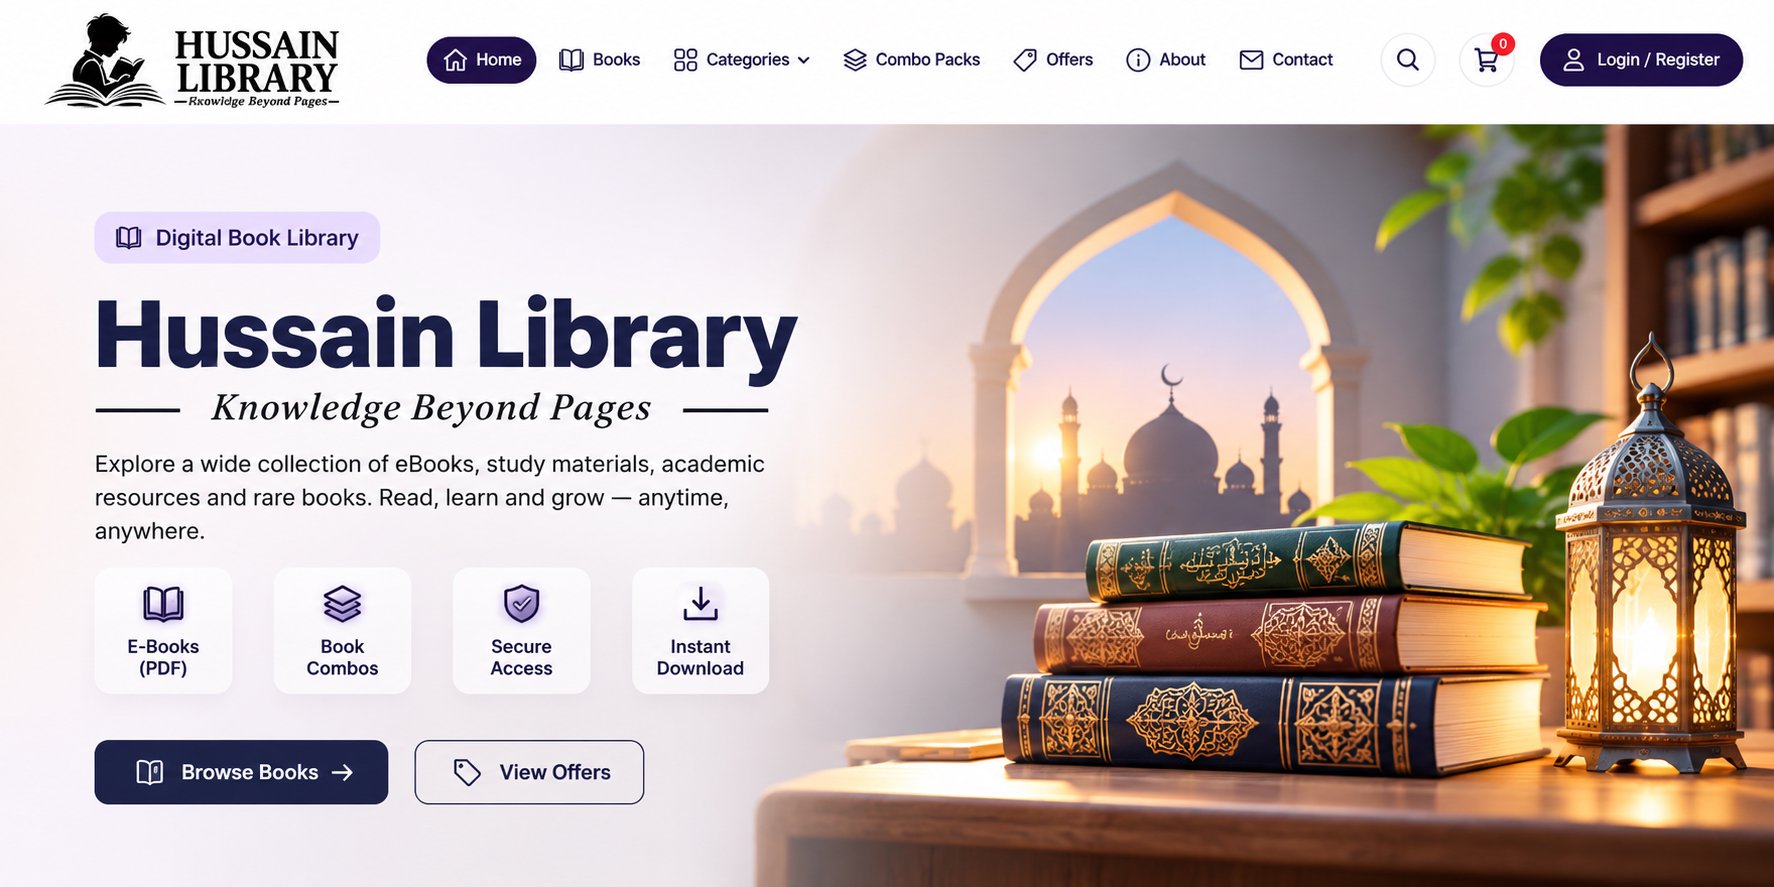 HUSSAIN
LIBRARY
Rxowlidge Beyond Pages
Home
Books
Categories
Combo Packs
Offers
About
Contact
0
Login / Register
Digital Book Library
Hussain Library
Knowledge Beyond Pages
Explore a wide collection of eBooks, study materials, academic
resources and rare books. Read, learn and grow — anytime,
anywhere.
E-Books
(PDF)
Book
Combos
Secure
Access
Instant
Download
Browse Books
View Offers